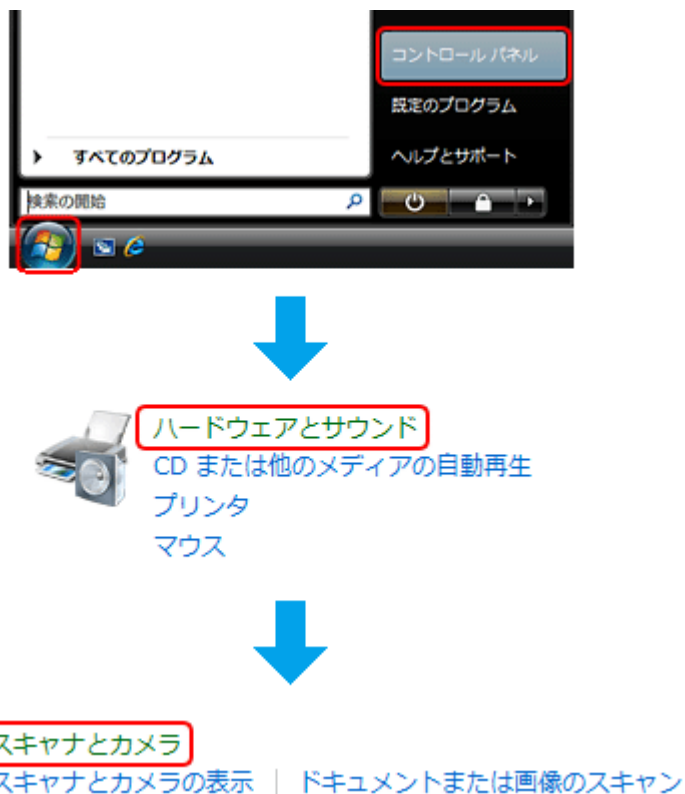 コントロール パネル
既定のプログラム
すべてのプログラム
ヘルプとサポート
検索の開始
ハードウェアとサウンド
CD または他のメディアの自動再生
プリンタ
マウス
スキャナとカメラ
スキャナとカメラの表示 ドキュメントまたは画像のスキャン